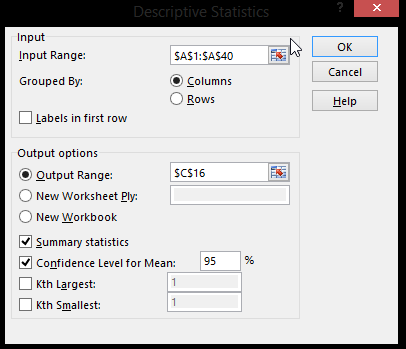 Descriptive Statistics
? x
Input
Input Range: $A$1:$A$40
Grouped By: Columns
Rows
Labels in first row
OK
Cancel
Help
Output options
Output Range: $C$16
New Worksheet Ply:
New Workbook
Summary statistics
Confidence Level for Mean: 95 %
Kth Largest: 1
Kth Smallest: 1